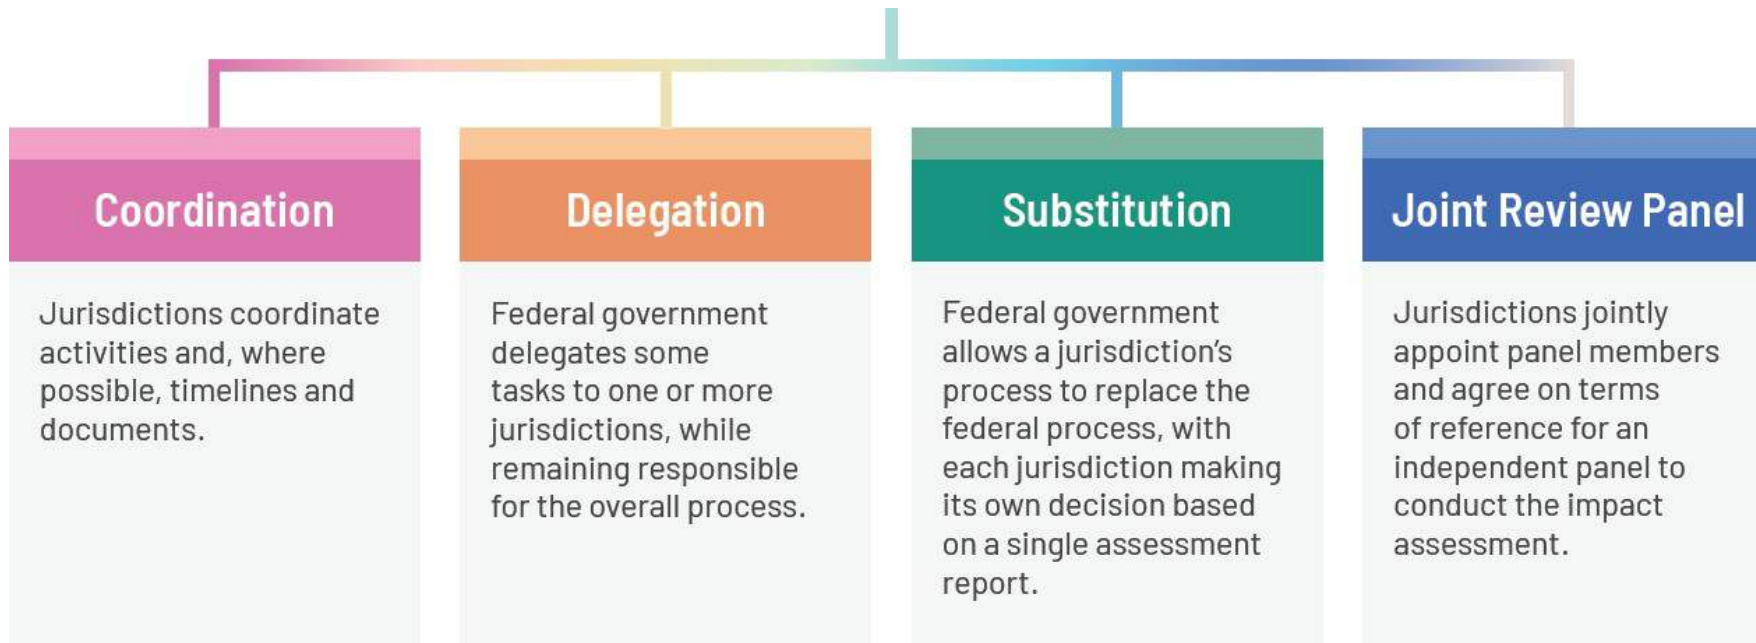 Coordination
Jurisdictions coordinate
activities and, where
possible, timelines and
documents.
Delegation
Federal government
delegates some
tasks to one or more
jurisdictions, while
remaining responsible
for the overall process.
Substitution
Federal government
allows a jurisdiction’s
process to replace the
federal process, with
each jurisdiction making
its own decision based
on a single assessment
report.
Joint Review Panel
Jurisdictions jointly
appoint panel members
and agree on terms
of reference for an
independent panel to
conduct the impact
assessment.